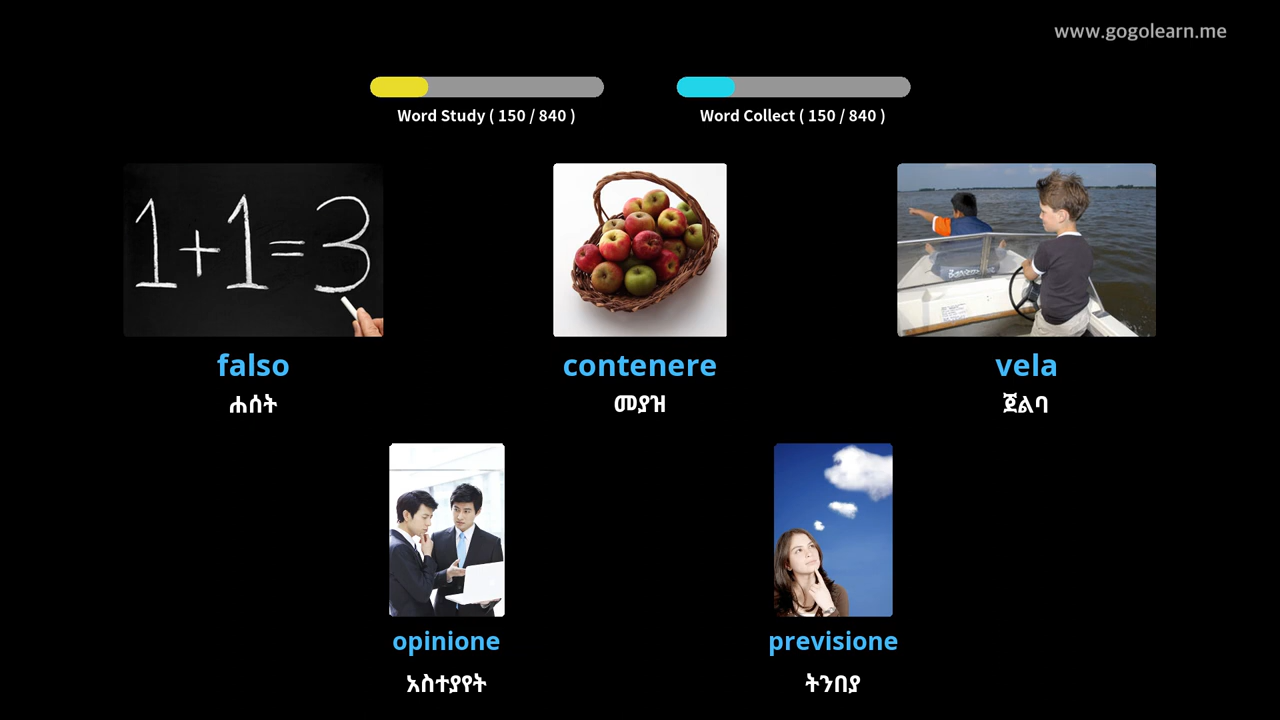 www.gogolearn.me
Word Study ( 150 / 840 )
Word Collect ( 150 / 840 )
1+1=3
falso
contenere
vela
ሐሰት
መያዝ
ጀልባ
opinione
previsione
አስተያየት
ትንበያ